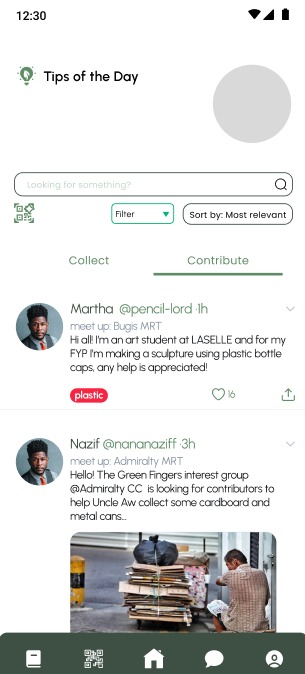 12:30
Tips of the Day
Looking for something?
Filter
Sort by: Most relevant
Collect
Contribute
Martha @pencil-lord ·1h
meet up: Bugis MRT
Hi all! I'm an art student at LASELLE and for my
FYP I'm making a sculpture using plastic bottle
caps, any help is appreciated!
plastic
16
Nazif @nananaziff ·3h
meet up: Admiralty MRT
Hello! The Green Fingers interest group
@Admiralty CC is looking for contributors to
help Uncle Aw collect some cardboard and
metal cans...